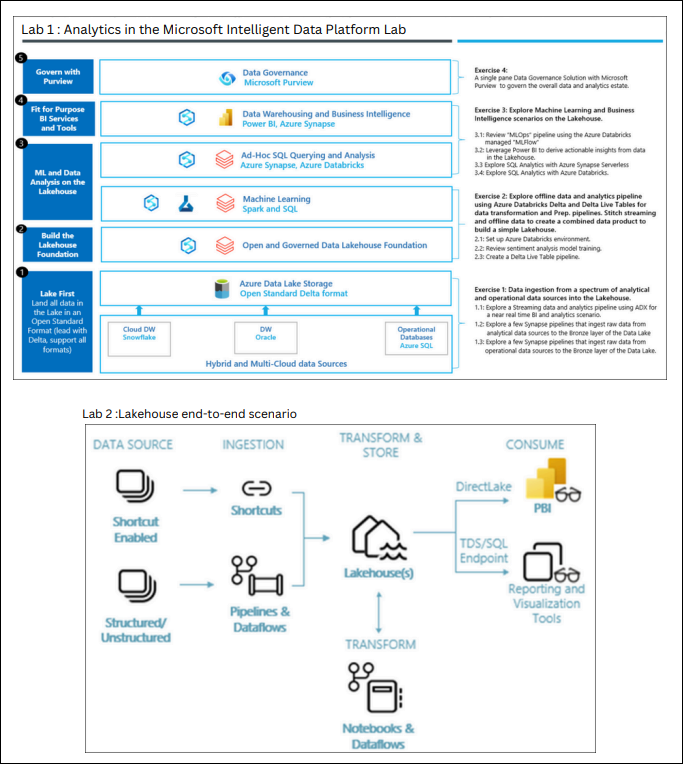 Lab 1 : Analytics in the Microsoft Intelligent Data Platform Lab
5
Govern with
Purview
Data Governance
Microsoft Purview
Exercise 4:
A single pane Data Governance Solution with Microsoft
Purview to govern the overall data and analytics estate.
4
Fit for Purpose
BI Services
and Tools
Data Warehousing and Business Intelligence
Power BI, Azure Synapse
Exercise 3: Explore Machine Learning and Business
Intelligence scenarios on the Lakehouse.
3.1: Review "MLOps" pipeline using the Azure Databricks
managed "MLFlow"
3.2: Leverage Power BI to derive actionable insights from data
in the Lakehouse.
3.3 Explore SQL Analytics with Azure Synapse Serverless
3.4: Explore SQL Analytics with Azure Databricks.
3
ML and Data
Analysis on the
Lakehouse
Ad-Hoc SQL Querying and Analysis
Azure Synapse, Azure Databricks
Machine Learning
Spark and SQL
Exercise 2: Explore offline data and analytics pipeline
using Azure Databricks Delta and Delta Live Tables for
data transformation and Prep. pipelines. Stitch streaming
and offline data to create a combined data product to
build a simple Lakehouse.
2.1: Set up Azure Databricks environment.
2.2: Review sentiment analysis model training.
2.3: Create a Delta Live Table pipeline.
2
Build the
Lakehouse
Foundation
Open and Governed Data Lakehouse Foundation
1
Lake First
Land all data in
the Lake in an
Open Standard
Format (lead with
Delta, support all
formats)
Azure Data Lake Storage
Open Standard Delta format
Cloud DW
Snowflake
DW
Oracle
Operational
Databases
Azure SQL
Hybrid and Multi-Cloud data Sources
Exercise 1: Data ingestion from a spectrum of analytical
and operational data sources into the Lakehouse.
1.1: Explore a Streaming data and analytics pipeline using ADX for
a near real time BI and analytics scenario.
1.2: Explore a few Synapse pipelines that ingest raw data from
analytical data sources to the Bronze layer of the Data Lake
1.3: Explore a few Synapse pipelines that ingest raw data from
operational data sources to the Bronze layer of the Data Lake.
Lab 2 :Lakehouse end-to-end scenario
DATA SOURCE
INGESTION
TRANSFORM &
STORE
CONSUME
Shortcut
Enabled
Shortcuts
DirectLake
PBI
Lakehouse(s)
TDS/SQL
Endpoint
Structured/
Unstructured
Pipelines &
Dataflows
Reporting and
Visualization
Tools
TRANSFORM
Notebooks &
Dataflows